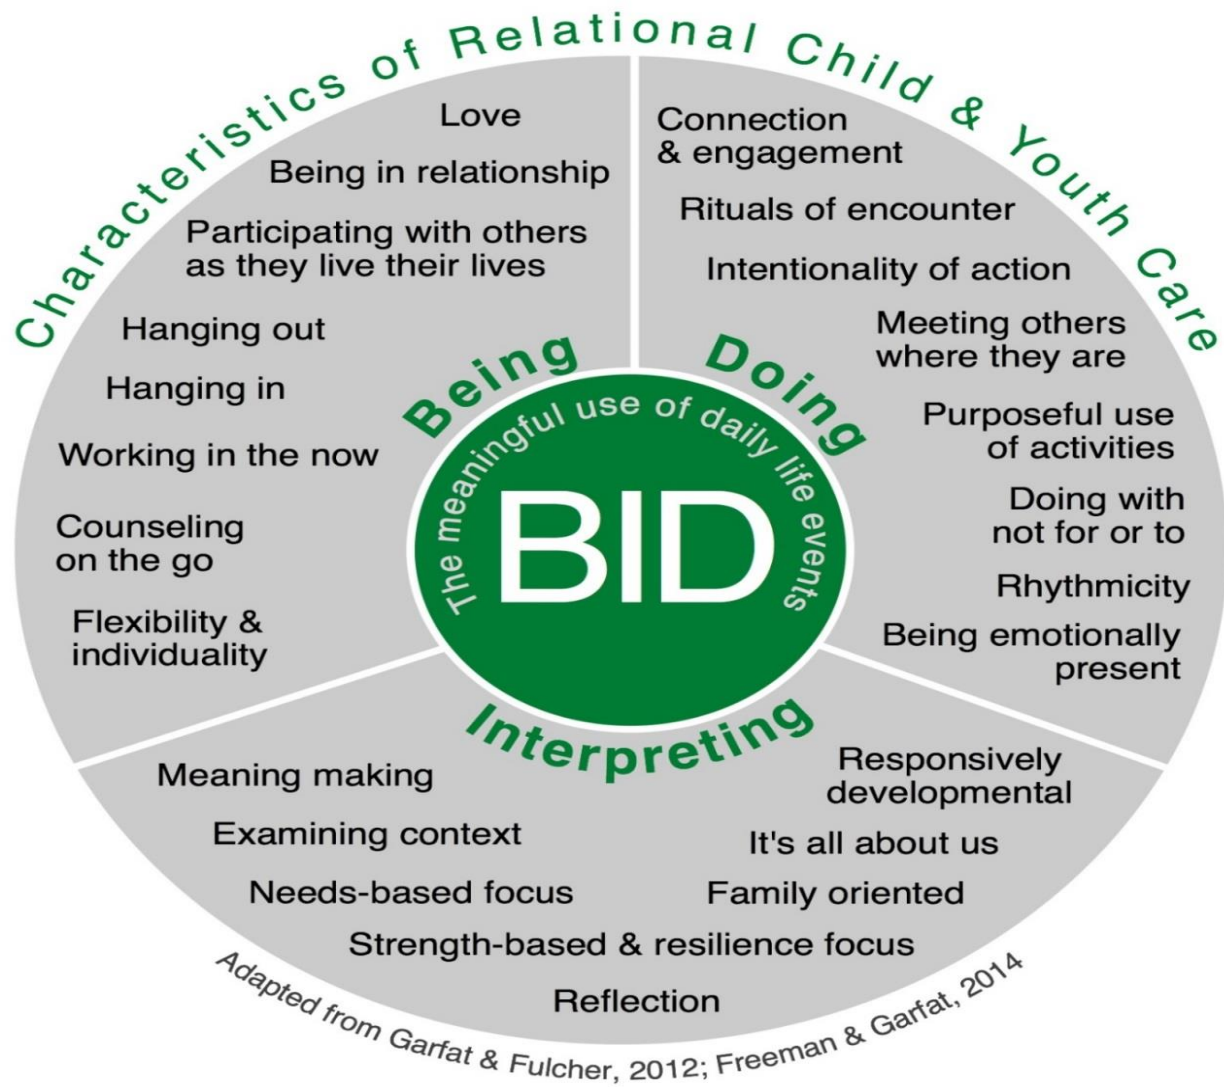 Characteristics of Relational Child & Youth Care
Being
Love
Being in relationship
Participating with others
as they live their lives
Hanging out
Hanging in
Working in the now
Counseling
on the go
Flexibility &
individuality
Doing
Connection
& engagement
Rituals of encounter
Intentionality of action
Meeting others
where they are
Purposeful use
of activities
Doing with
not for or to
Rhythmicity
Being emotionally
present
The meaningful use of daily life events
BID
Interpreting
Meaning making
Examining context
Needs-based focus
Strength-based & resilience focus
Reflection
Responsively
developmental
It's all about us
Family oriented
Adapted from Garfat & Fulcher, 2012; Freeman & Garfat, 2014